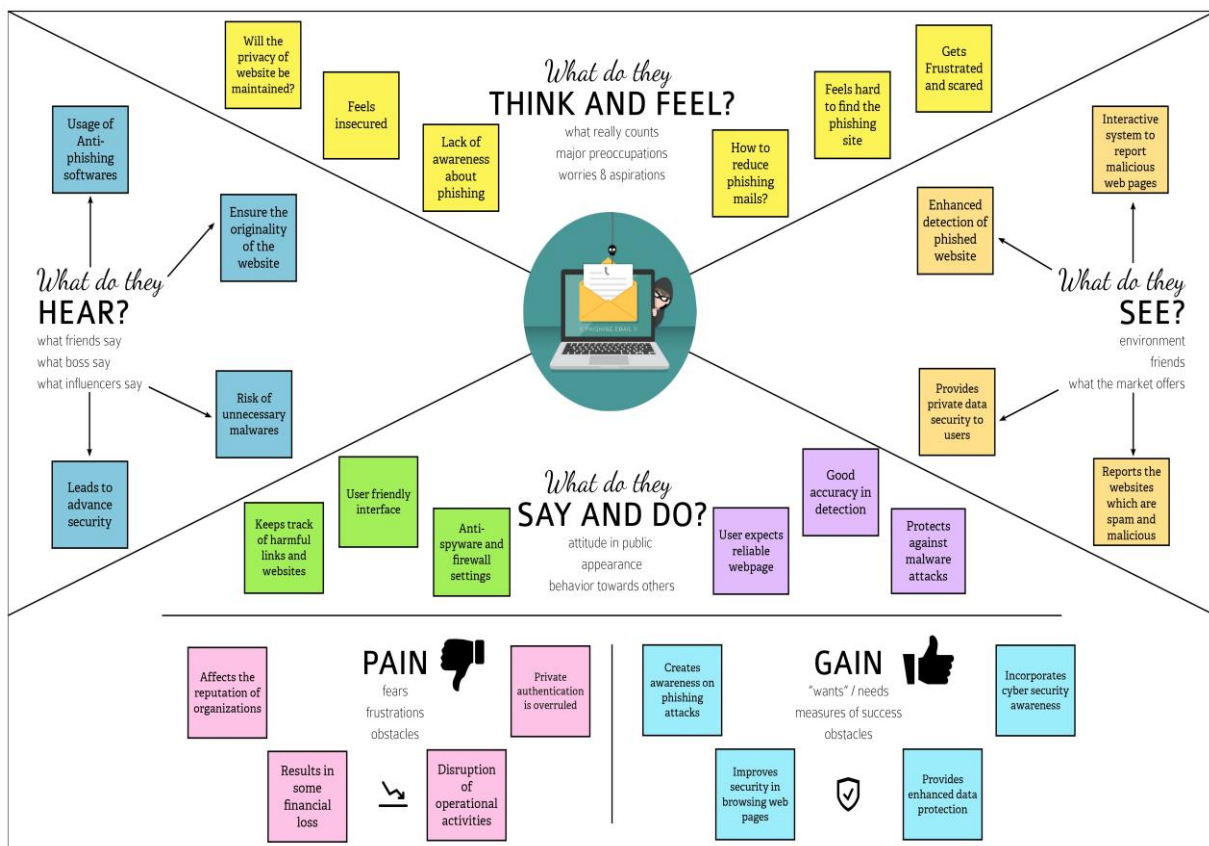 Will the
privacy of
website be
maintained?
Feels
insecured
Lack of
awareness
about
phishing
What do they
THINK AND FEEL?
what really counts
major preoccupations
worries & aspirations
How to
reduce
phishing
mails?
Feels hard
to find the
phishing
site
Gets
Frustrated
and scared
Usage of
Anti-
phishing
softwares
Ensure the
originality
of the
website
What do they
HEAR?
what friends say
what boss say
what influencers say
Risk of
unnecessary
malwares
Leads to
advance
security
!! PHISHING EMAIL !!
Interactive
system to
report
malicious
web pages
Enhanced
detection of
phished
website
What do they
SEE?
environment
friends
what the market offers
Provides
private data
security to
users
Reports the
websites
which are
spam and
malicious
Keeps track
of harmful
links and
websites
User friendly
interface
Anti-
spyware and
firewall
settings
What do they
SAY AND DO?
attitude in public
appearance
behavior towards others
User expects
reliable
webpage
Good
accuracy in
detection
Protects
against
malware
attacks
Affects the
reputation of
organizations
PAIN
fears
frustrations
obstacles
Private
authentication
is overruled
Results in
some
financial
loss
Disruption
of
operational
activities
Creates
awareness on
phishing
attacks
GAIN
"wants" / needs
measures of success
obstacles
Incorporates
cyber security
awareness
Improves
security in
browsing web
pages
Provides
enhanced data
protection